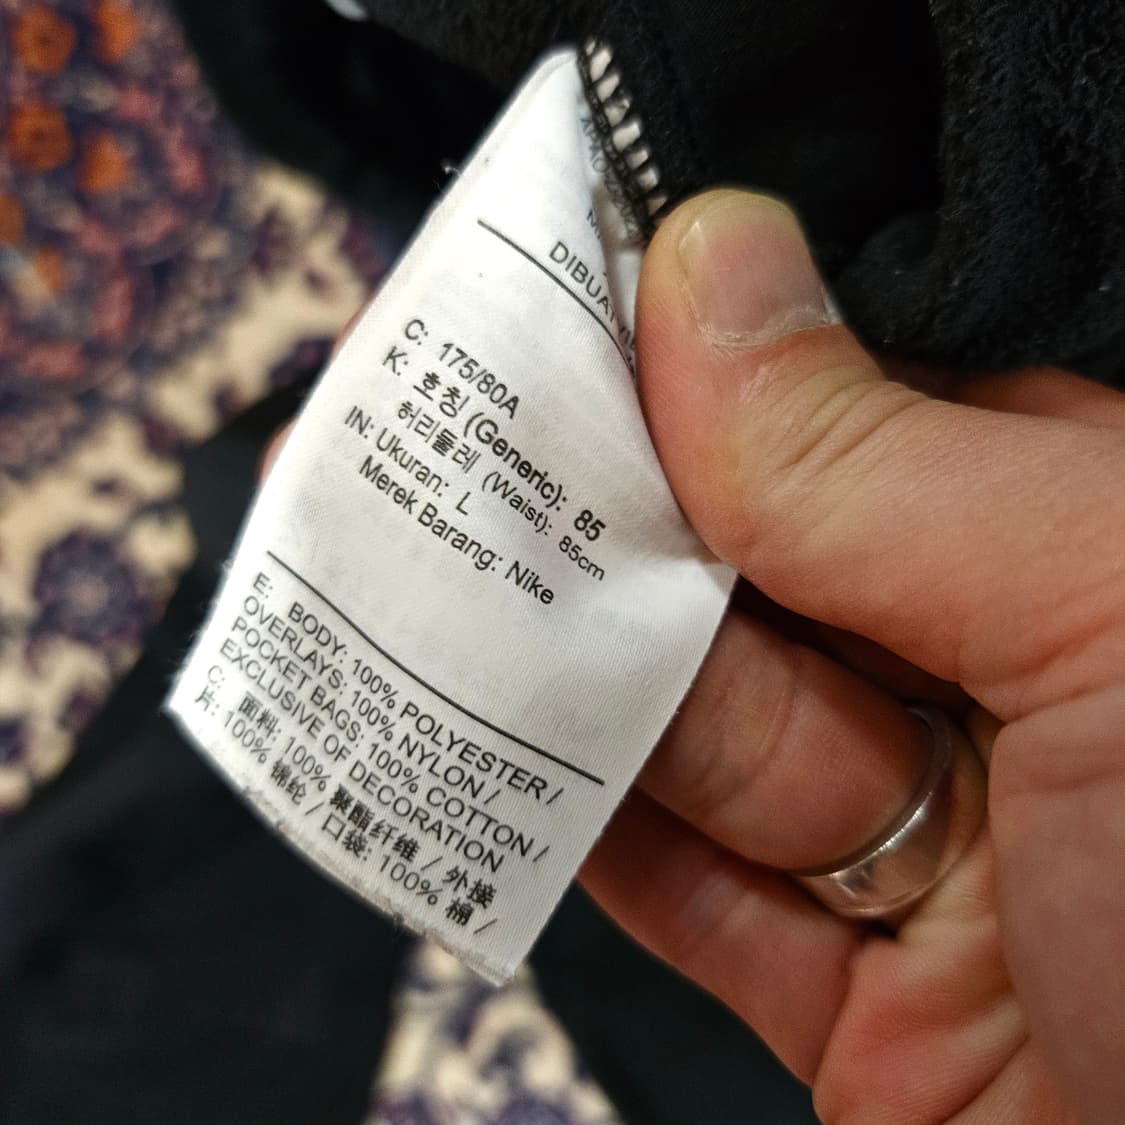 DIBUAT
C: 175/80A
K: 호칭 (Generic): 85
허리둘레 (Waist): 85cm
IN: Ukuran: L
Merek Barang: Nike
E: BODY: 100% POLYESTER /
OVERLAYS: 100% NYLON /
POCKET BAGS: 100% COTTON /
EXCLUSIVE OF DECORATION
C: 面料: 100% 聚酯纤维 / 外接
片: 100% 锦纶 / 口袋: 100% 棉 /